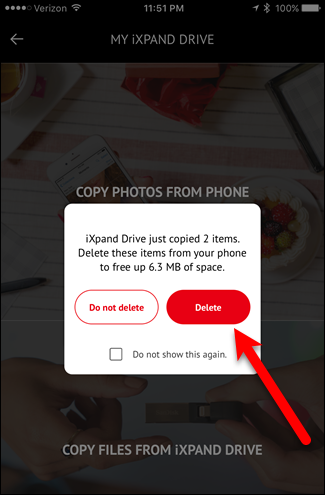 Verizon 11:51 PM 100%
MY iXPAND DRIVE
COPY PHOTOS FROM PHONE
iXpand Drive just copied 2 items.
Delete these items from your phone
to free up 6.3 MB of space.
Do not delete Delete
Do not show this again.
COPY FILES FROM iXPAND DRIVE